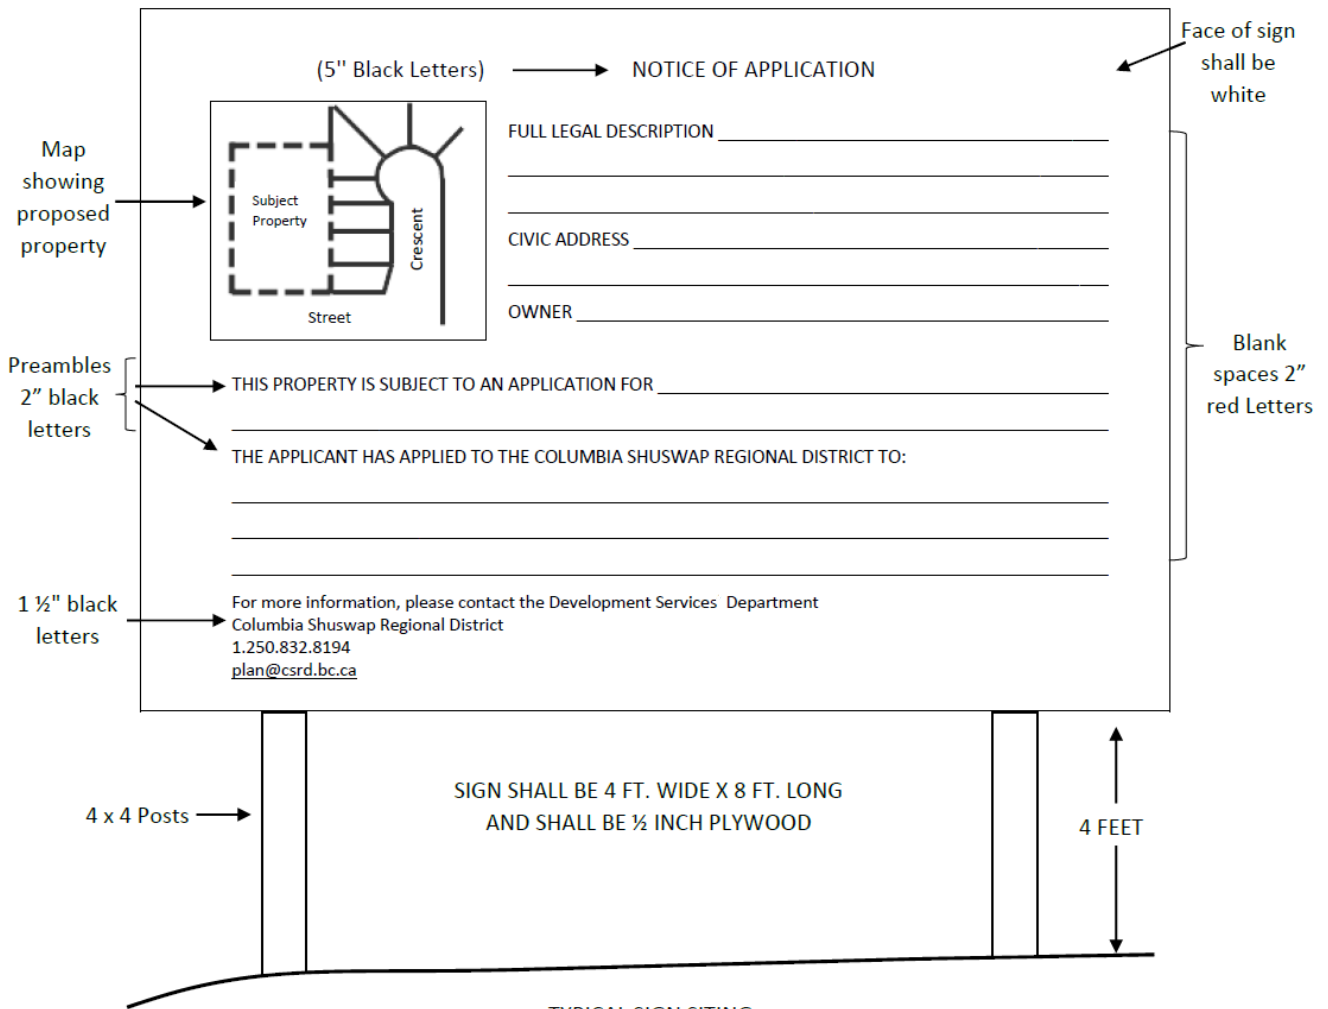 Face of sign
shall be
white
(5" Black Letters)
NOTICE OF APPLICATION
Map
showing
proposed
property
Subject
Property
Crescent
Street
FULL LEGAL DESCRIPTION
CIVIC ADDRESS
OWNER
Blank
spaces 2”
red Letters
Preambles
2” black
letters
THIS PROPERTY IS SUBJECT TO AN APPLICATION FOR
THE APPLICANT HAS APPLIED TO THE COLUMBIA SHUSWAP REGIONAL DISTRICT TO:
1 ½" black
letters
For more information, please contact the Development Services Department
Columbia Shuswap Regional District
1.250.832.8194
plan@csrd.bc.ca
4 x 4 Posts
SIGN SHALL BE 4 FT. WIDE X 8 FT. LONG
AND SHALL BE ½ INCH PLYWOOD
4 FEET
TYPICAL SIGN SITING